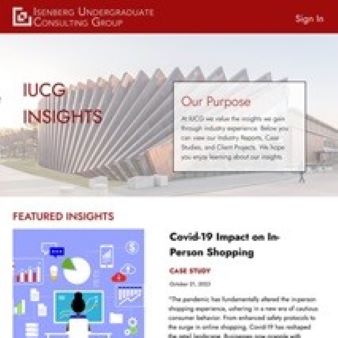 Isenberg Undergraduate
Consulting Group
Sign In
IUCG
INSIGHTS
Our Purpose
At IUCG we value the insights we gain
through industry experience. Below you
can view our Industry Reports, Case
Studies, and Client Projects. We hope
you enjoy learning about our insights
FEATURED INSIGHTS
Covid-19 Impact on In-
Person Shopping
CASE STUDY
October 21, 2023
"The pandemic has fundamentally altered the in-person
shopping experience, ushering in a new era of cautious
consumer behavior. From enhanced safety protocols to
the surge in online shopping, Covid-19 has reshaped
the retail landscape. Businesses now grapple with